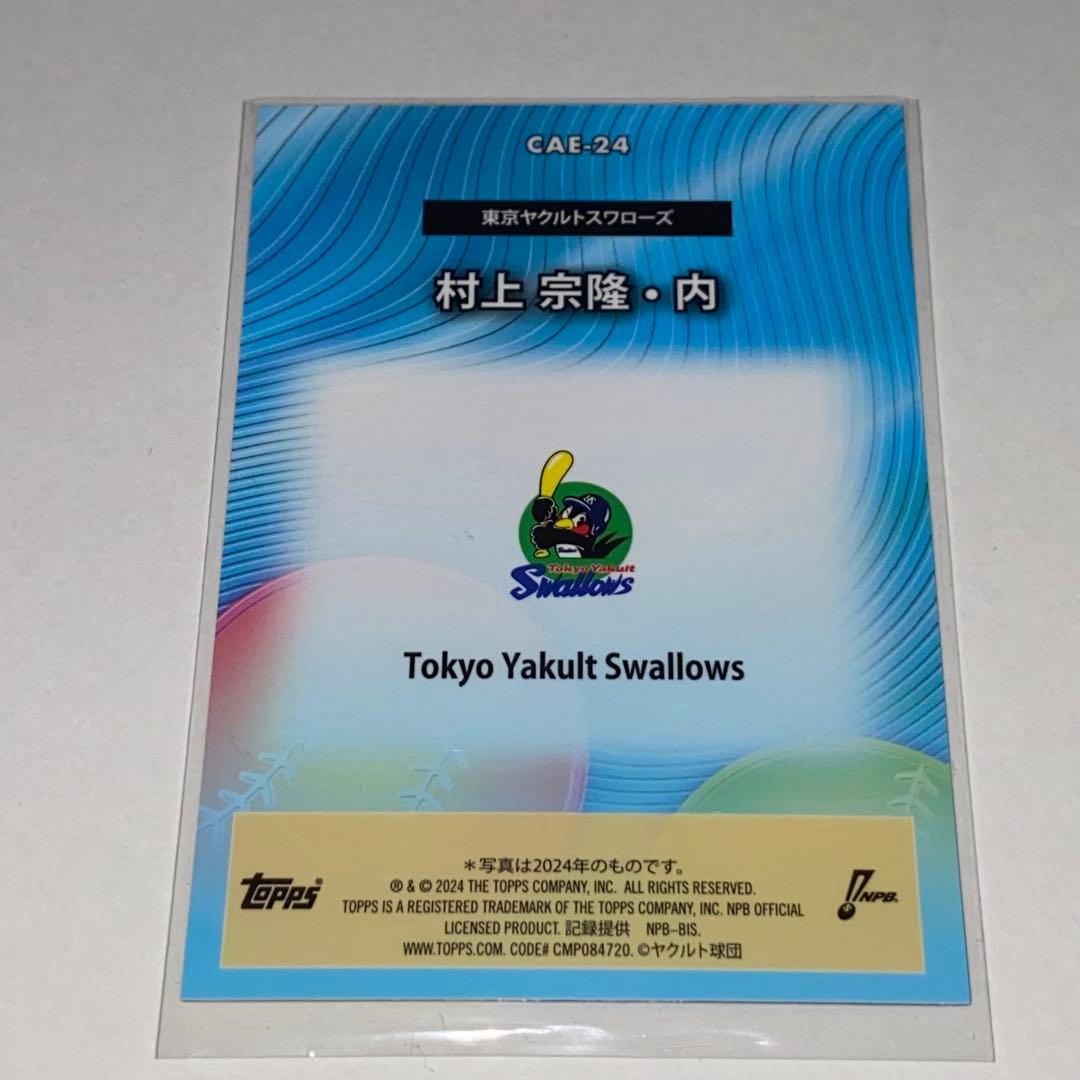 CAE-24
東京ヤクルトスワローズ
村上 宗隆・内
Tokyo Yakult
Swallows
Tokyo Yakult Swallows
＊写真は2024年のものです。
® & © 2024 THE TOPPS COMPANY, INC. ALL RIGHTS RESERVED.
TOPPS IS A REGISTERED TRADEMARK OF THE TOPPS COMPANY, INC. NPB OFFICIAL
LICENSED PRODUCT. 記録提供 NPB–BIS.
WWW.TOPPS.COM. CODE# CMP084720. ©ヤクルト球団
TOPPS®
NPB.